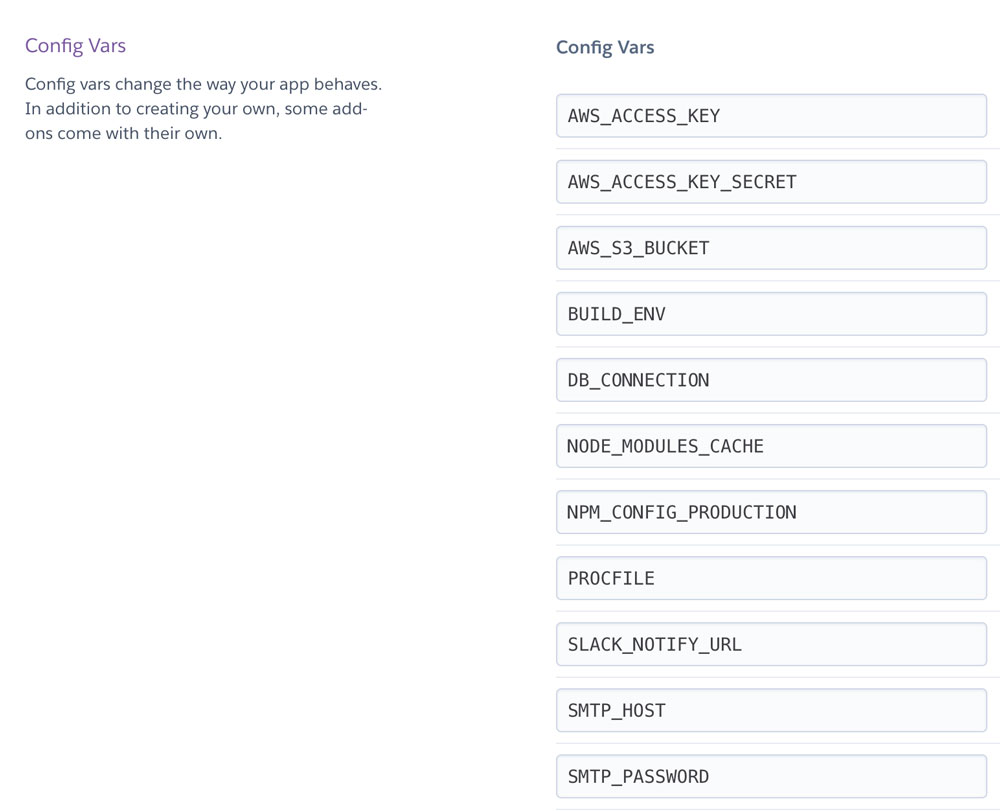 Config Vars
Config vars change the way your app behaves.
In addition to creating your own, some add-
ons come with their own.
Config Vars
AWS_ACCESS_KEY
AWS_ACCESS_KEY_SECRET
AWS_S3_BUCKET
BUILD_ENV
DB_CONNECTION
NODE_MODULES_CACHE
NPM_CONFIG_PRODUCTION
PROCFILE
SLACK_NOTIFY_URL
SMTP_HOST
SMTP_PASSWORD